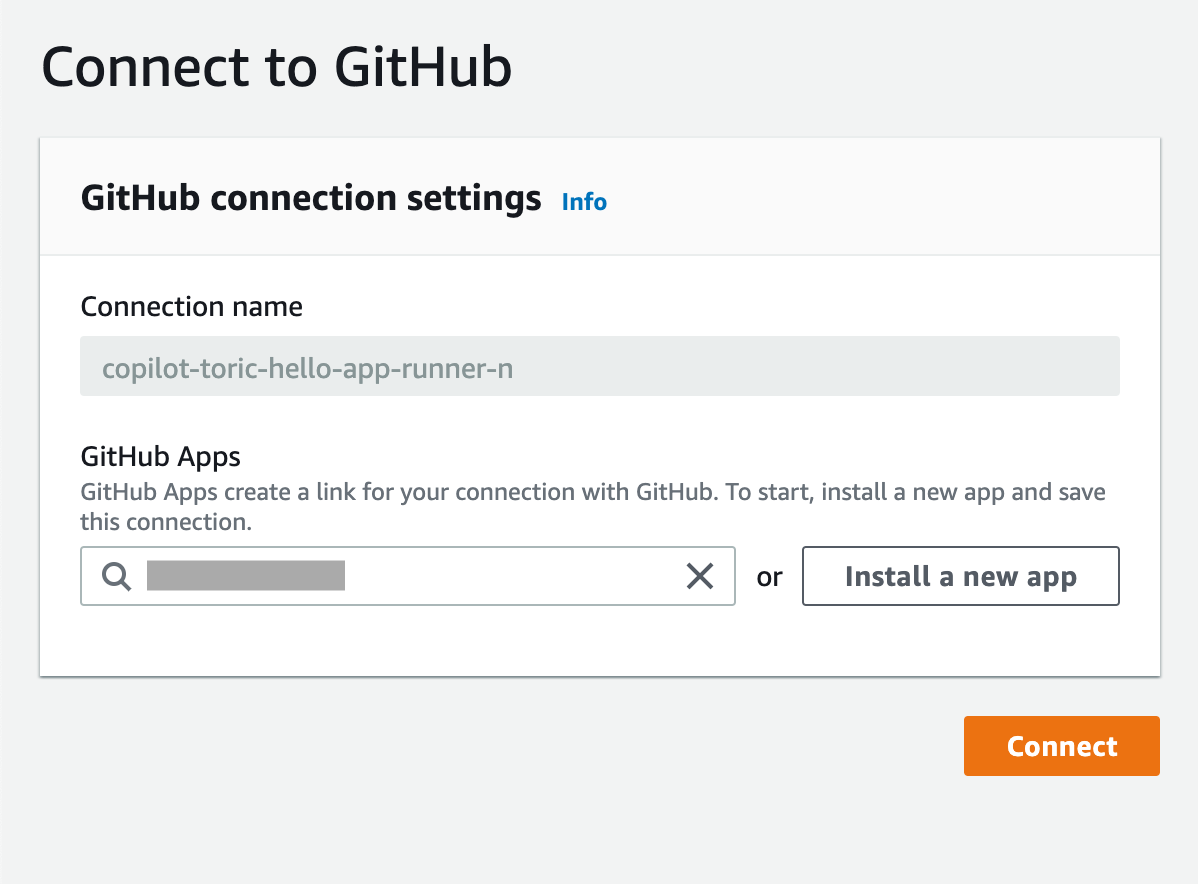 Connect to GitHub
GitHub connection settings Info
Connection name
copilot-toric-hello-app-runner-n
GitHub Apps
GitHub Apps create a link for your connection with GitHub. To start, install a new app and save
this connection.
or Install a new app
Connect